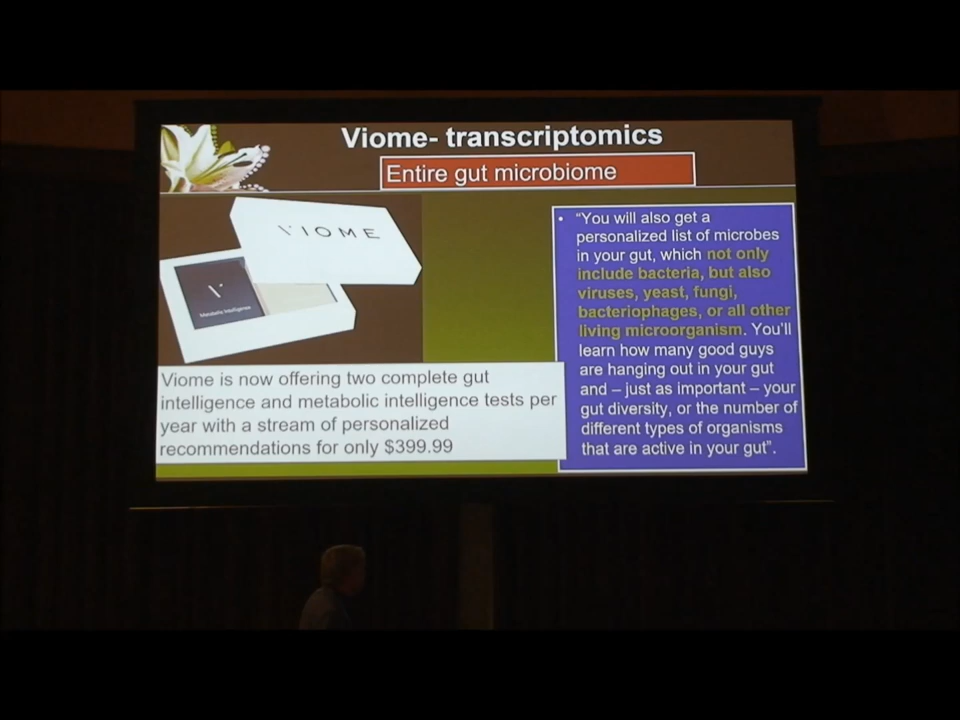 Viome- transcriptomics
Entire gut microbiome
VIOME
V
Metabolic Intelligence
Viome is now offering two complete gut
intelligence and metabolic intelligence tests per
year with a stream of personalized
recommendations for only $399.99
• “You will also get a
personalized list of microbes
in your gut, which not only
include bacteria, but also
viruses, yeast, fungi,
bacteriophages, or all other
living microorganism. You’ll
learn how many good guys
are hanging out in your gut
and – just as important – your
gut diversity, or the number of
different types of organisms
that are active in your gut”.